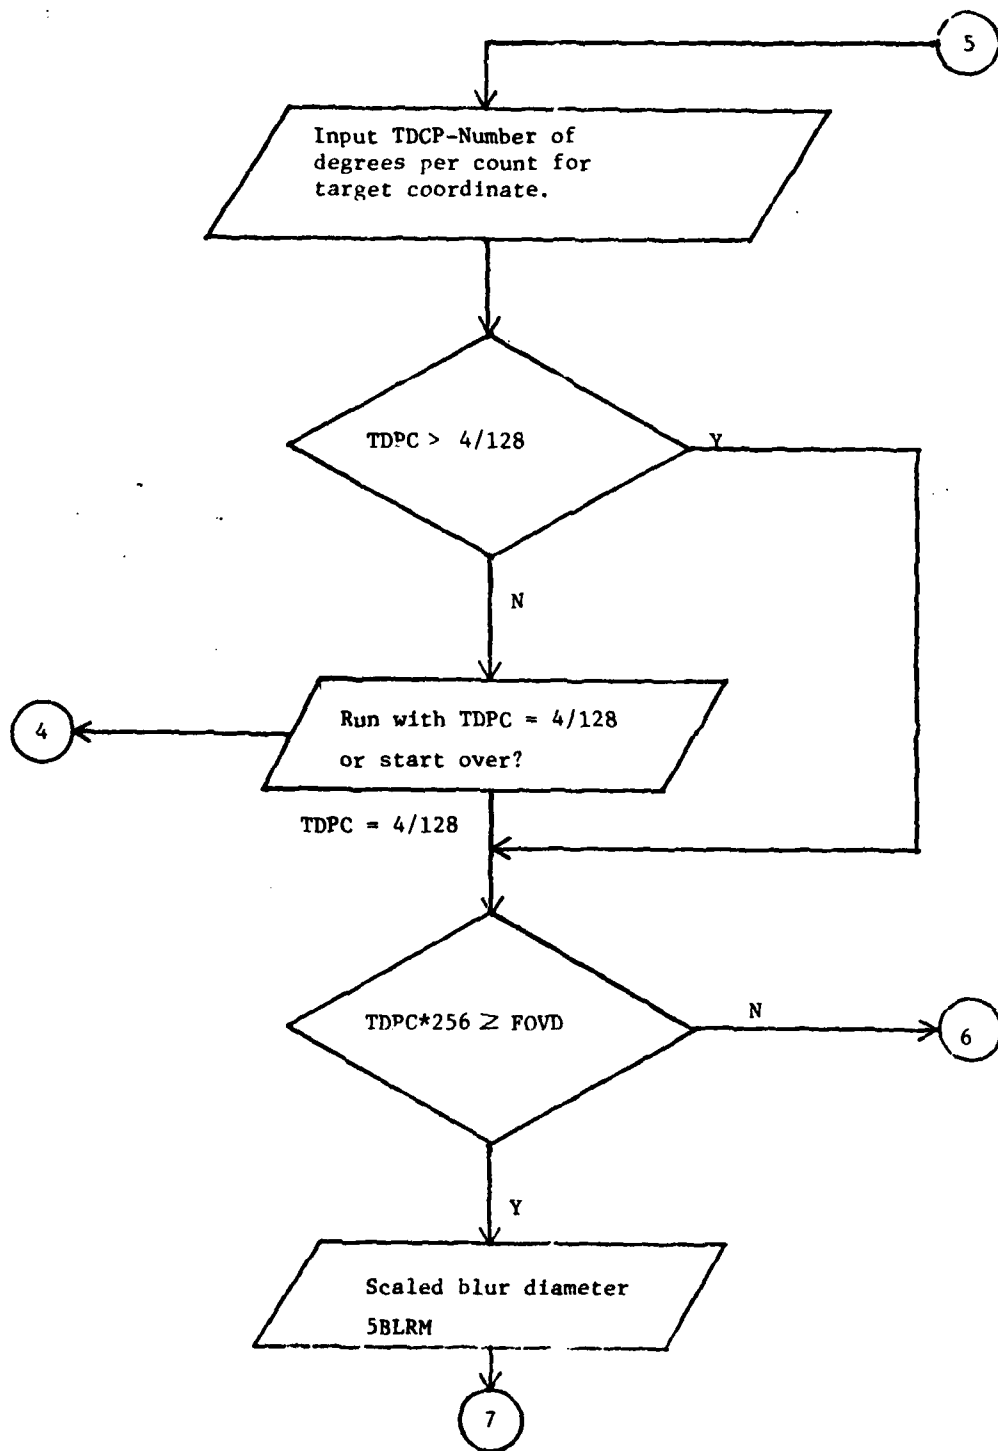 5
Input TDCP-Number of
degrees per count for
target coordinate.
TDPC > 4/128
Y
N
Run with TDPC = 4/128
or start over?
4
TDPC = 4/128
TDPC*256 ≥ FOVD
N
6
Y
Scaled blur diameter
5BLRM
7